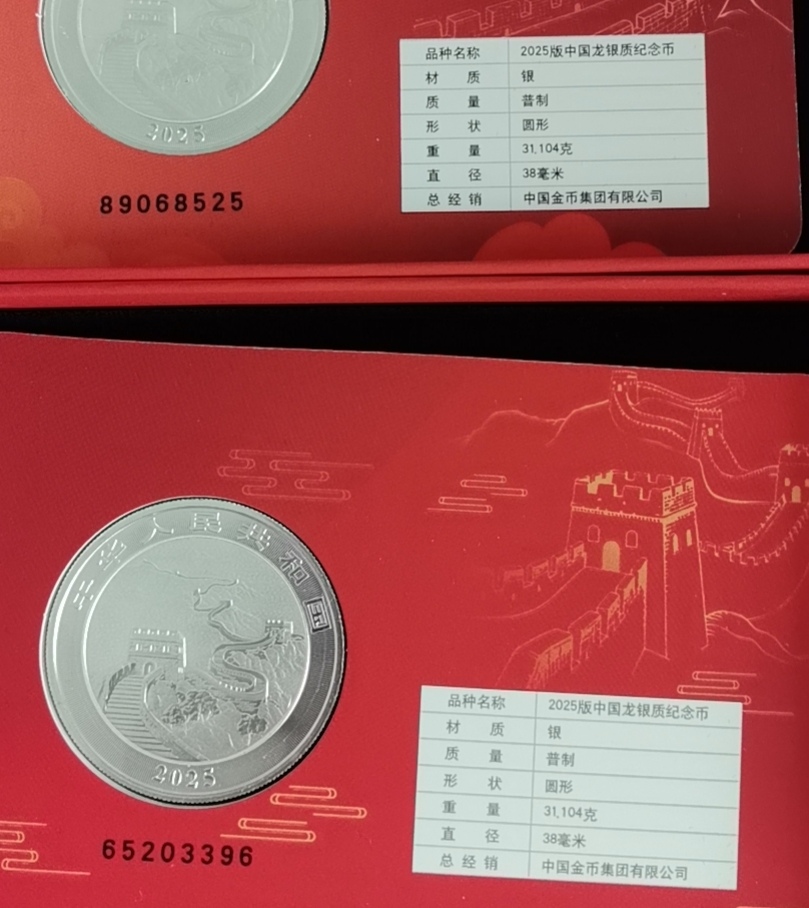 2025
89068525
品种名称 2025版中国龙银质纪念币
材 质 银
质 量 普制
形 状 圆形
重 量 31.104克
直 径 38毫米
总经销 中国金币集团有限公司
中华人民共和国
2025
65203396
品种名称 2025版中国龙银质纪念币
材 质 银
质 量 普制
形 状 圆形
重 量 31.104克
直 径 38毫米
总经销 中国金币集团有限公司